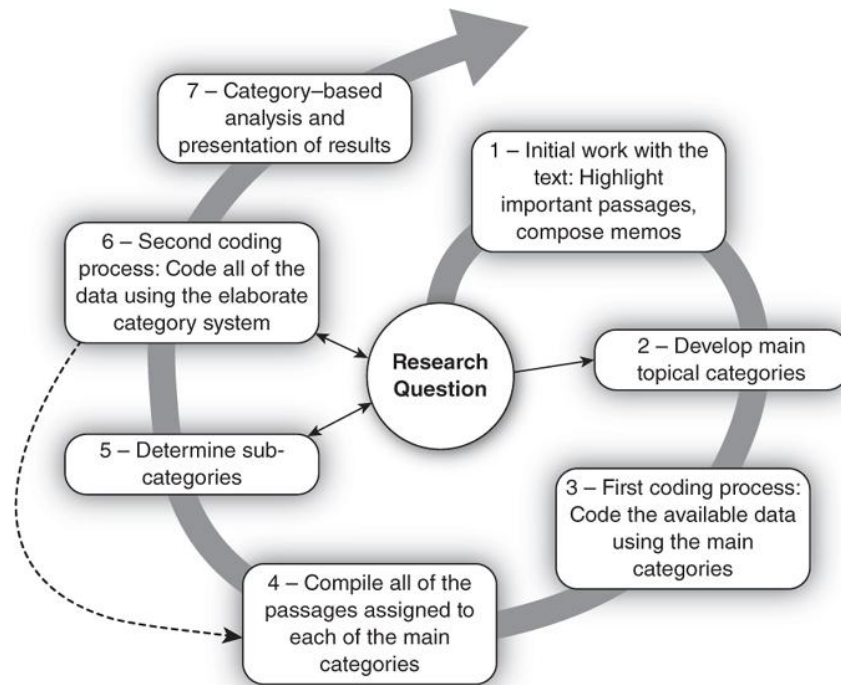 1 – Initial work with the
text: Highlight
important passages,
compose memos
2 – Develop main
topical categories
3 – First coding process:
Code the available data
using the main
categories
4 – Compile all of the
passages assigned to
each of the main
categories
5 – Determine sub-
categories
6 – Second coding
process: Code all of the
data using the elaborate
category system
7 – Category–based
analysis and
presentation of results
Research
Question